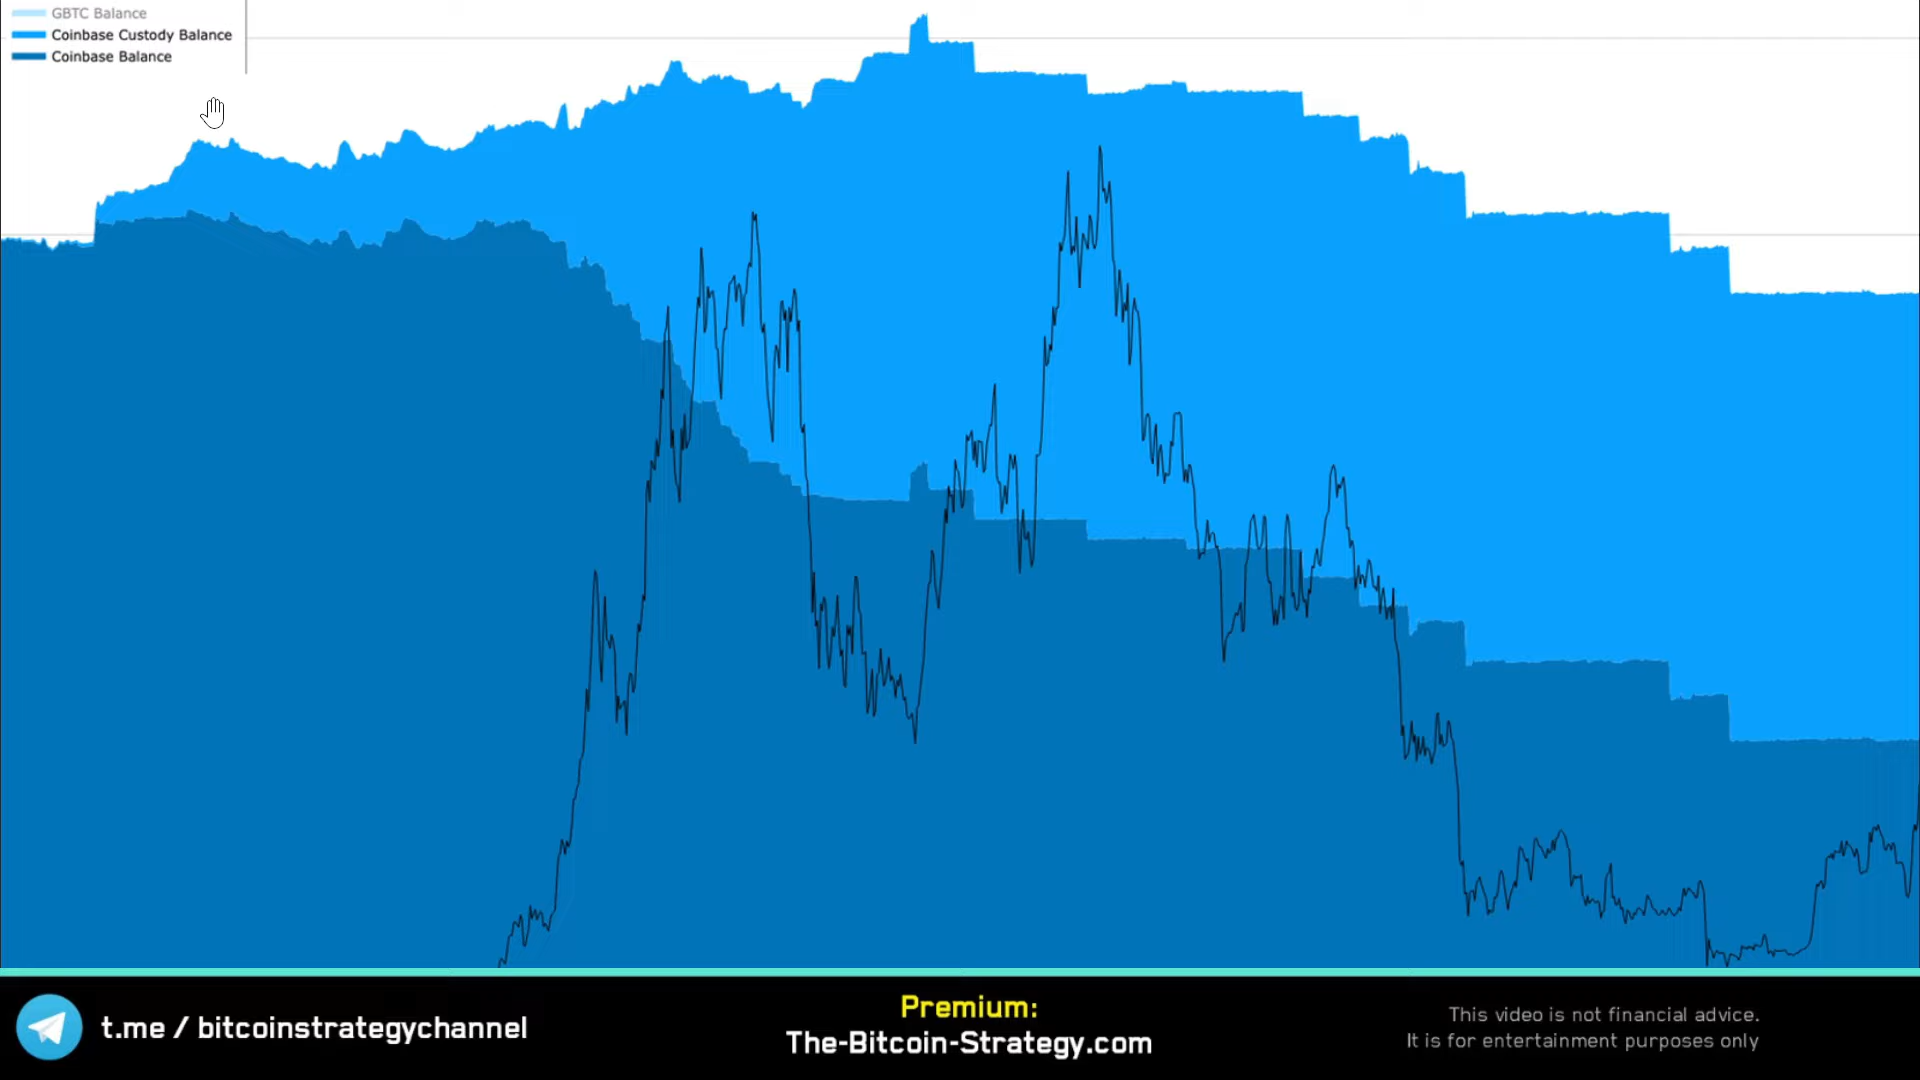 GBTC Balance
Coinbase Custody Balance
Coinbase Balance
t.me / bitcoinstrategychannel
Premium:
The-Bitcoin-Strategy.com
This video is not financial advice.
It is for entertainment purposes only